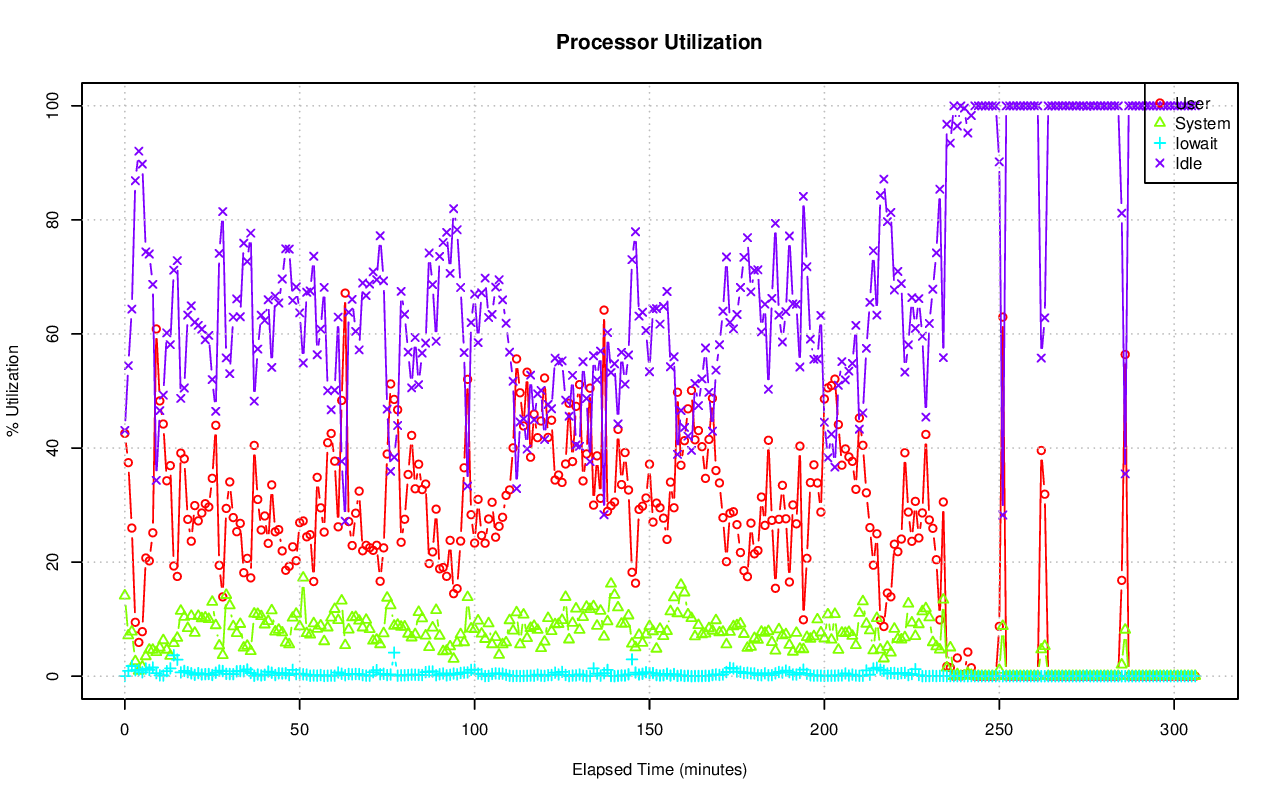 Processor Utilization
% Utilization
100
80
60
40
20
0
User
System
Iowait
Idle
0 50 100 150 200 250 300
Elapsed Time (minutes)